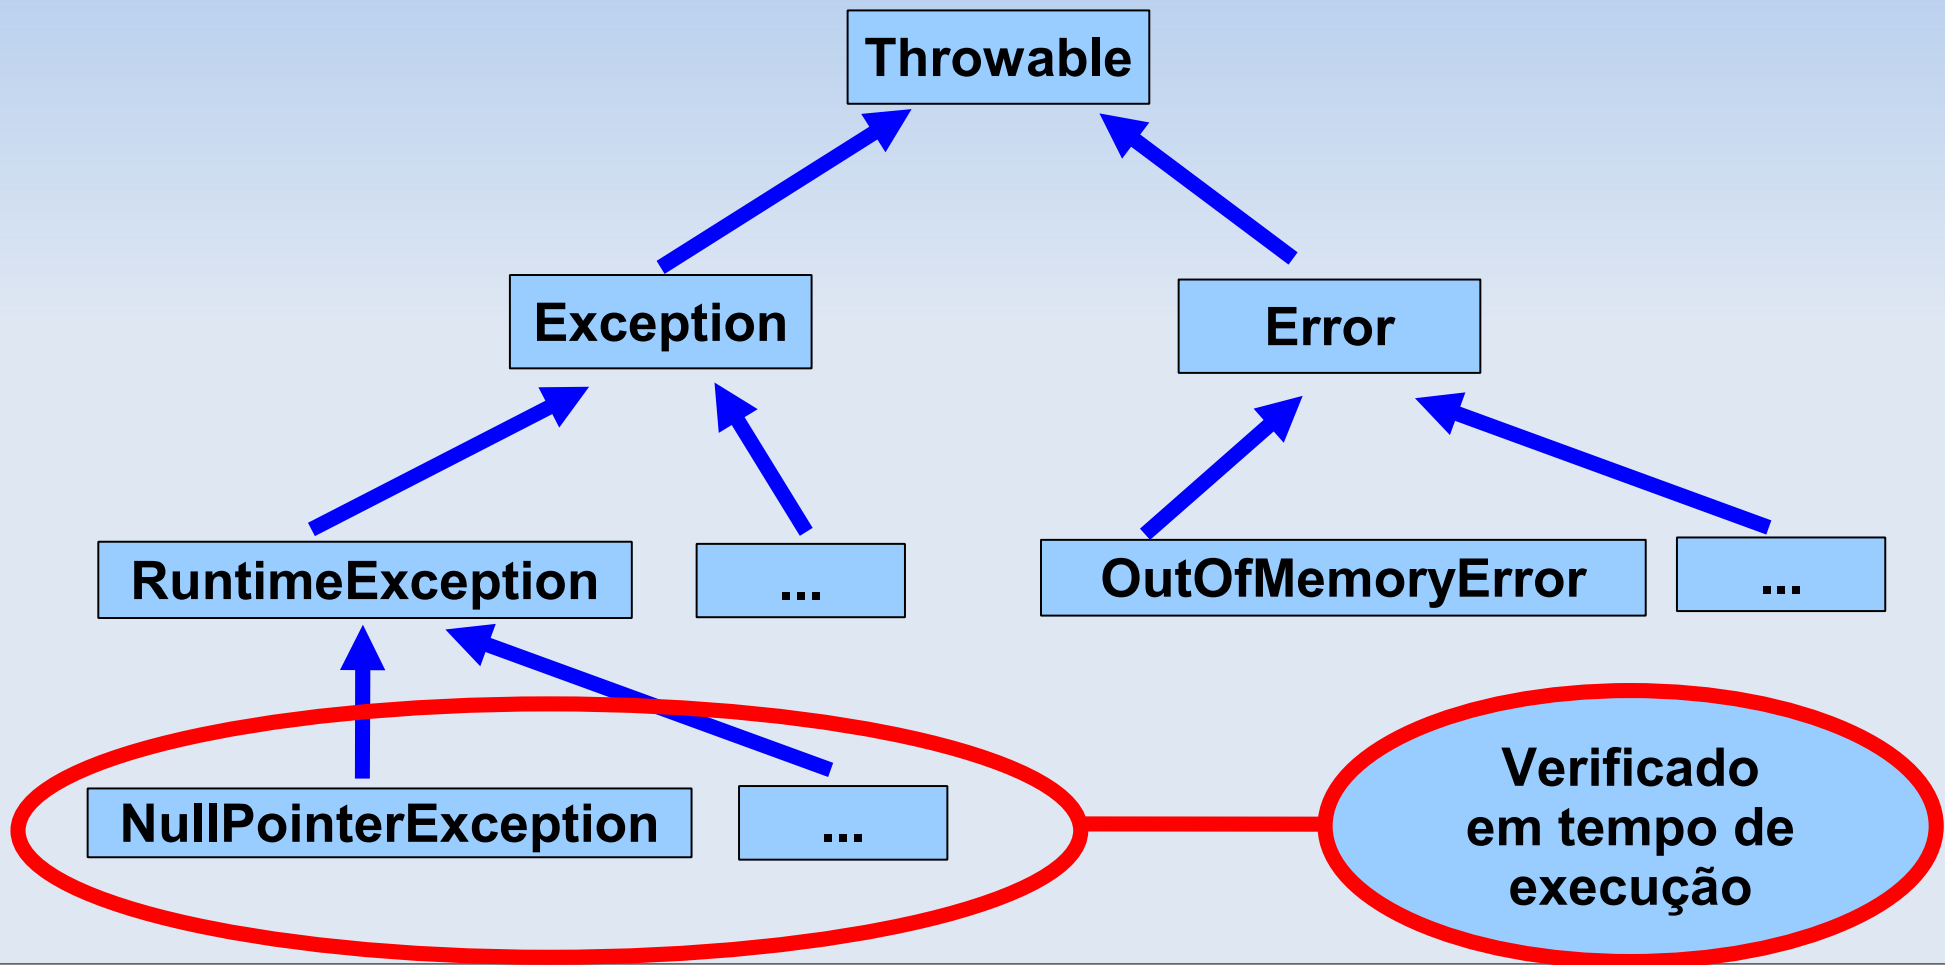 Throwable
Exception
Error
RuntimeException
...
OutOfMemoryError
...
NullPointerException
...
Verificado
em tempo de
execução